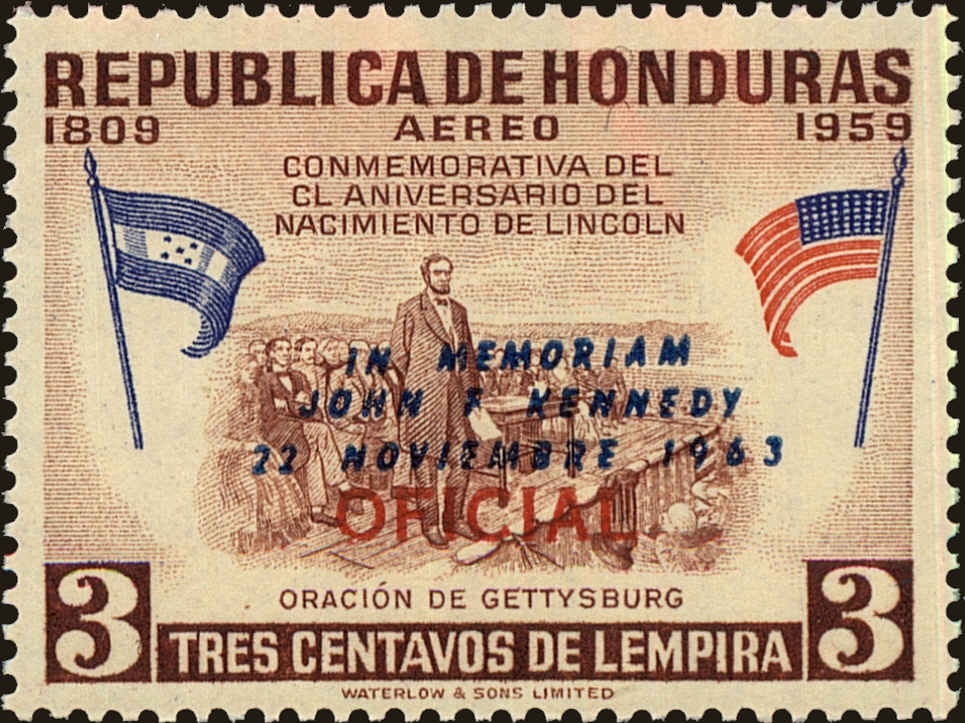 REPUBLICA DE HONDURAS
1809 AEREO 1959
CONMEMORATIVA DEL
CL ANIVERSARIO DEL
NACIMIENTO DE LINCOLN
IN MEMORIAM
JOHN F KENNEDY
22 NOVIEMBRE 1963
OFICIAL
ORACIÓN DE GETTYSBURG
3 TRES CENTAVOS DE LEMPIRA 3
WATERLOW & SONS LIMITED